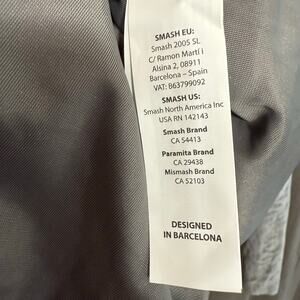 SMASH EU:
Smash 2005 SL
C/ Ramon Martí i
Alsina 2, 08911
Barcelona – Spain
VAT: B63799092
SMASH US:
Smash North America Inc
USA RN 142143
Smash Brand
CA 54413
Paramita Brand
CA 29438
Mismash Brand
CA 52103
DESIGNED
IN BARCELONA